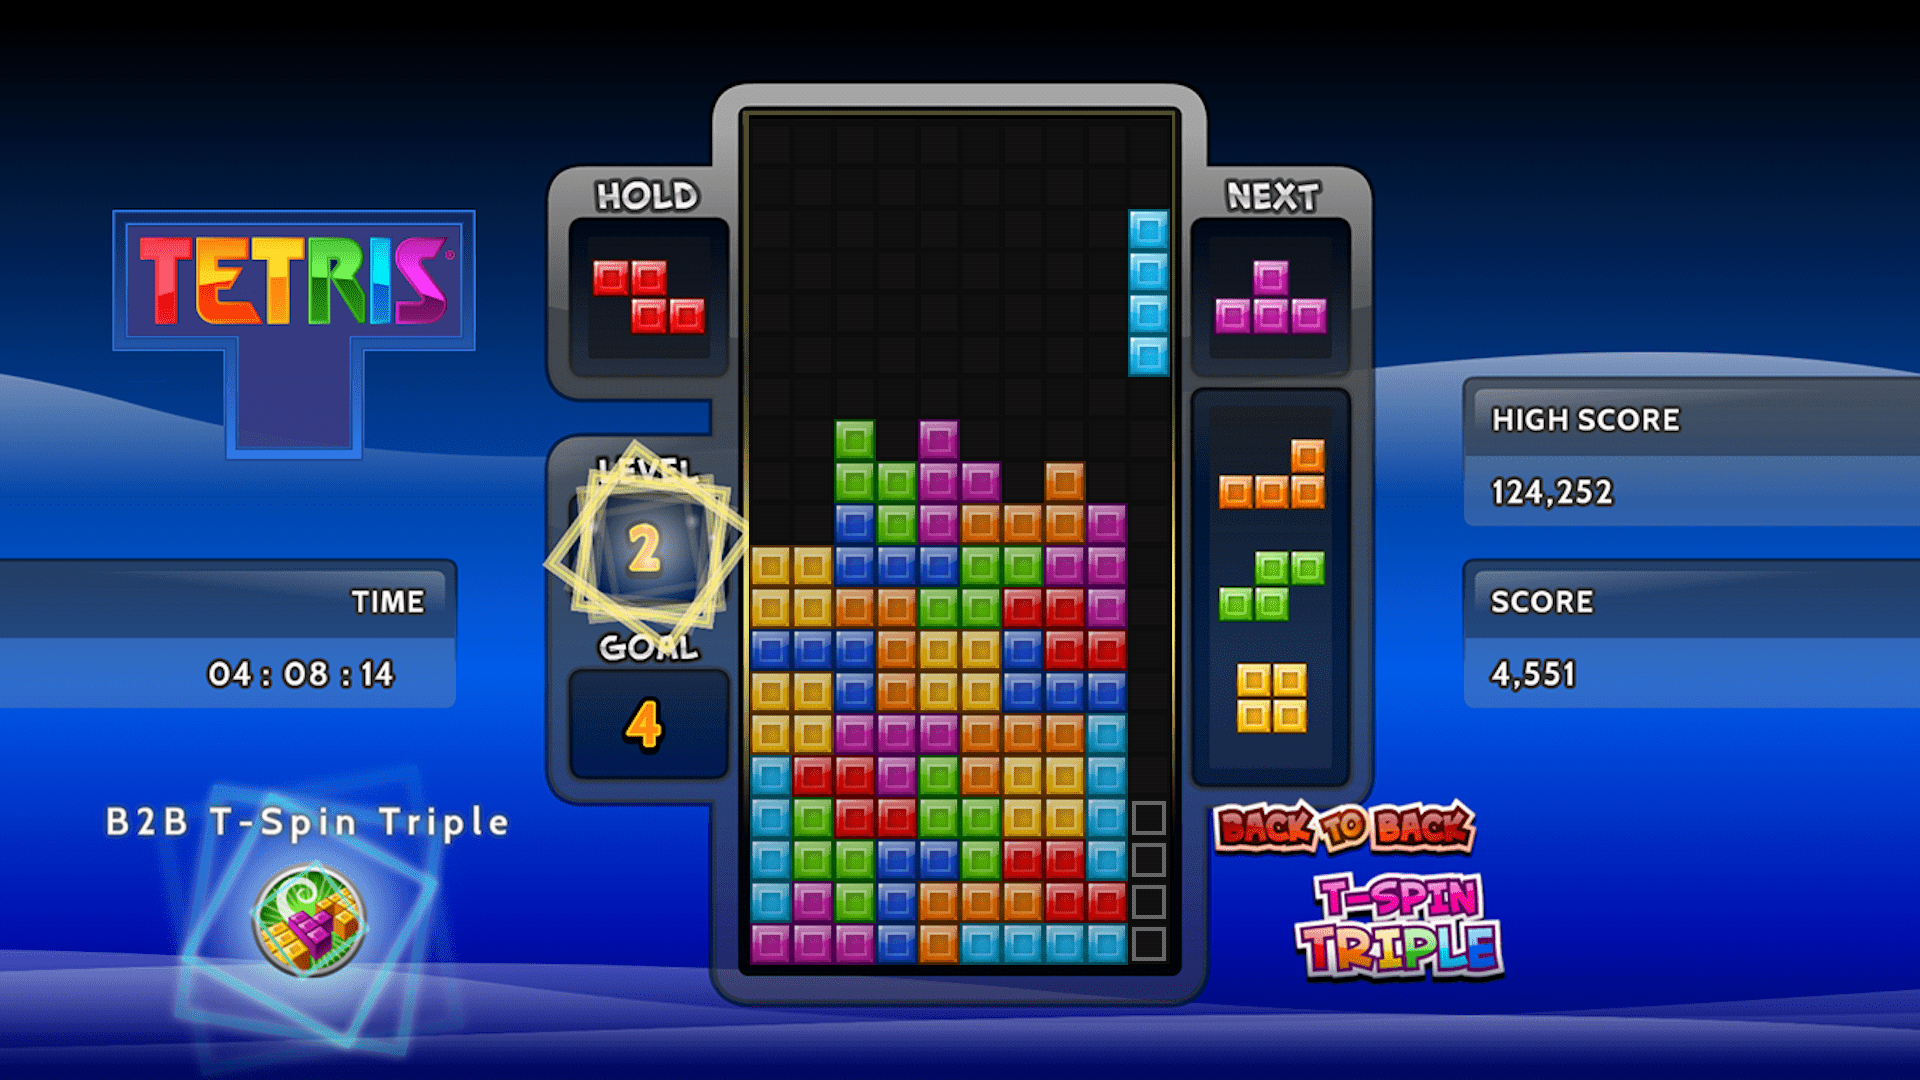 TETRIS®
HOLD
NEXT
LEVEL
2
GOAL
4
TIME
04 : 08 : 14
HIGH SCORE
124,252
SCORE
4,551
B2B T-Spin Triple
BACK TO BACK
T-SPIN
TRIPLE